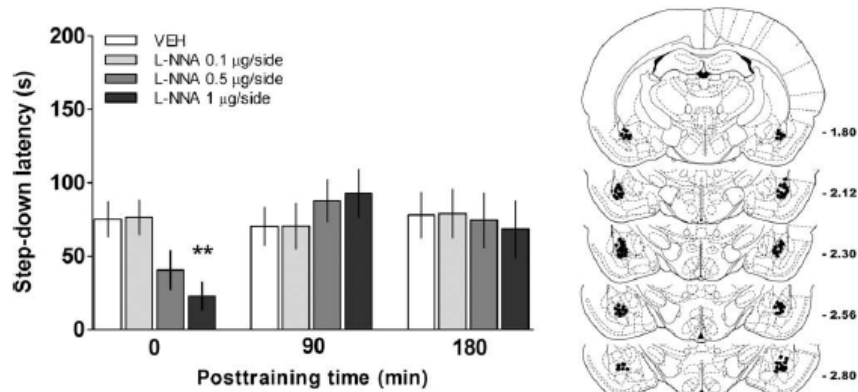 200
150
100
50
0
Step-down latency (s)
VEH
L-NNA 0.1 μg/side
L-NNA 0.5 μg/side
L-NNA 1 μg/side
**
0 90 180
Posttraining time (min)
- 1.80
- 2.12
- 2.30
- 2.56
- 2.80